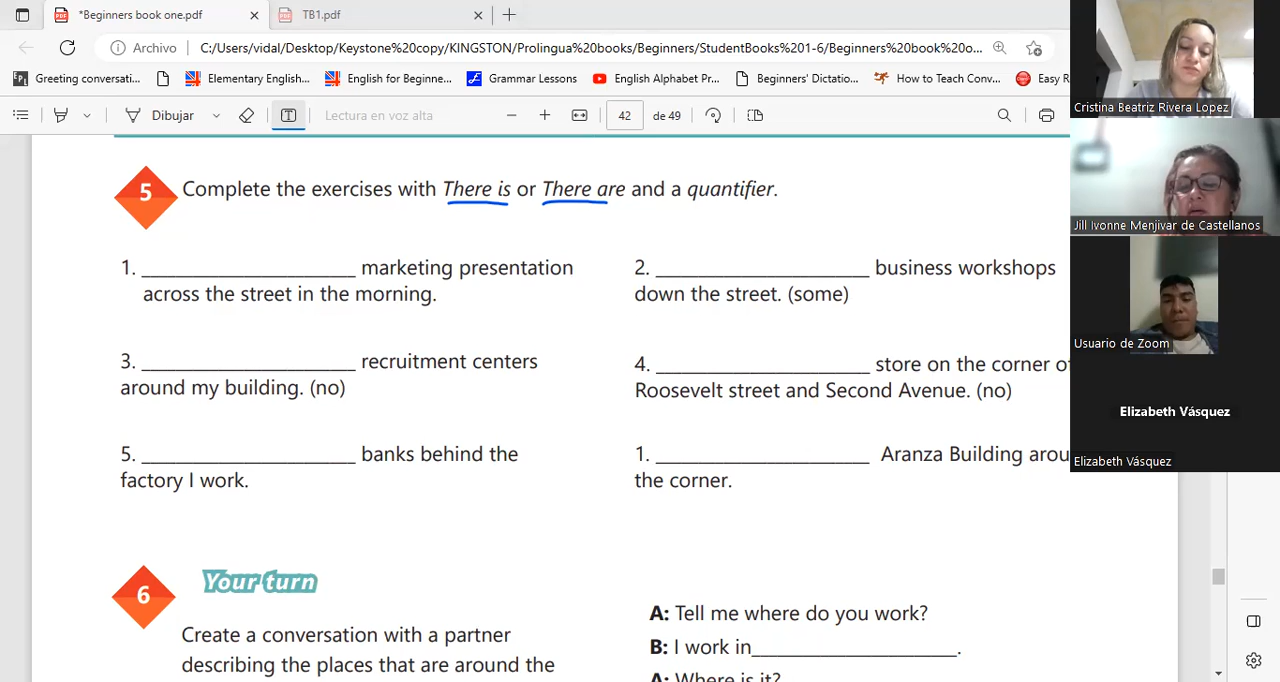 *Beginners book one.pdf
TB1.pdf
Archivo
C:/Users/vidal/Desktop/Keystone%20copy/KINGSTON/Prolingua%20books/Beginners/StudentBooks%201-6/Beginners%20book%20o...
Greeting conversati...
Elementary English...
English for Beginne...
Grammar Lessons
English Alphabet Pr...
Beginners' Dictatio...
How to Teach Conv...
Easy R
Dibujar
Lectura en voz alta
42
de 49
5 Complete the exercises with There is or There are and a quantifier.
1. ____________________ marketing presentation
across the street in the morning.
2. ____________________ business workshops
down the street. (some)
3. ____________________ recruitment centers
around my building. (no)
4. ____________________ store on the corner of
Roosevelt street and Second Avenue. (no)
5. ____________________ banks behind the
factory I work.
1. ____________________ Aranza Building arou
the corner.
6 Your turn
Create a conversation with a partner
describing the places that are around the
A: Tell me where do you work?
B: I work in____________________.
A: Where is it?
Cristina Beatriz Rivera Lopez
Jill Ivonne Menjivar de Castellanos
Usuario de Zoom
Elizabeth Vásquez
Elizabeth Vásquez